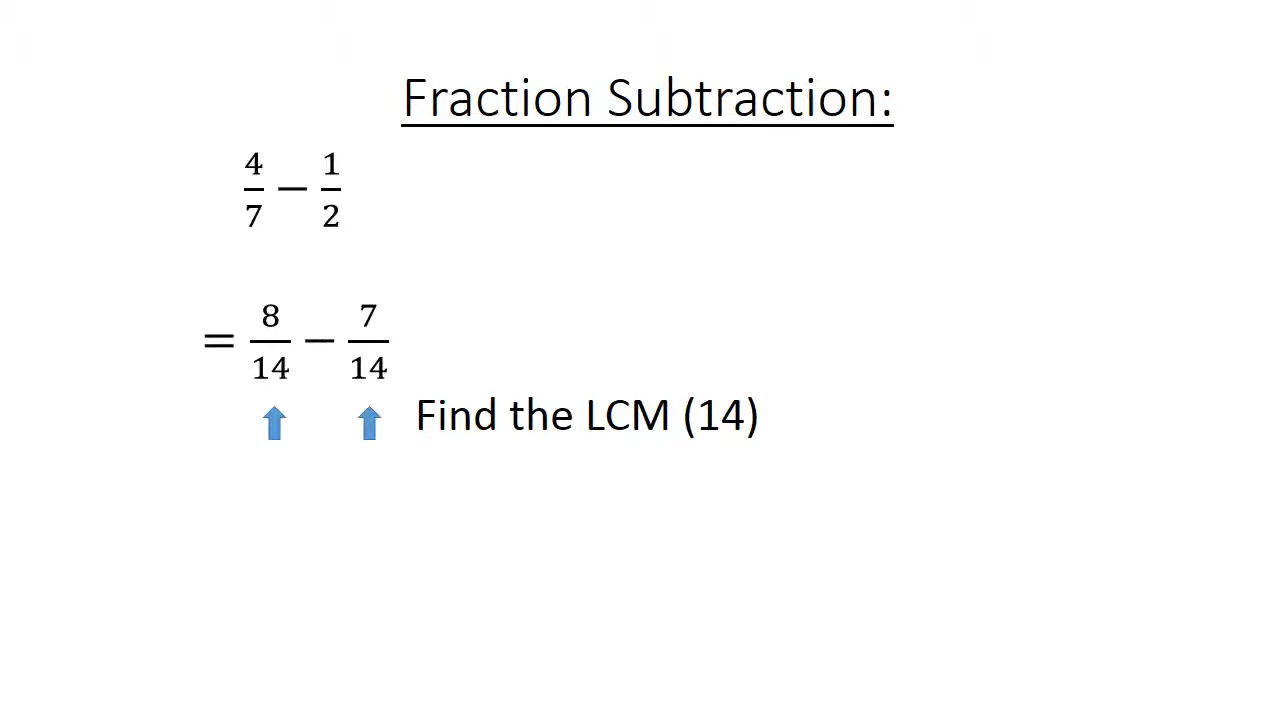 Fraction Subtraction:
4/7 − 1/2
= 8/14 − 7/14
Find the LCM (14)